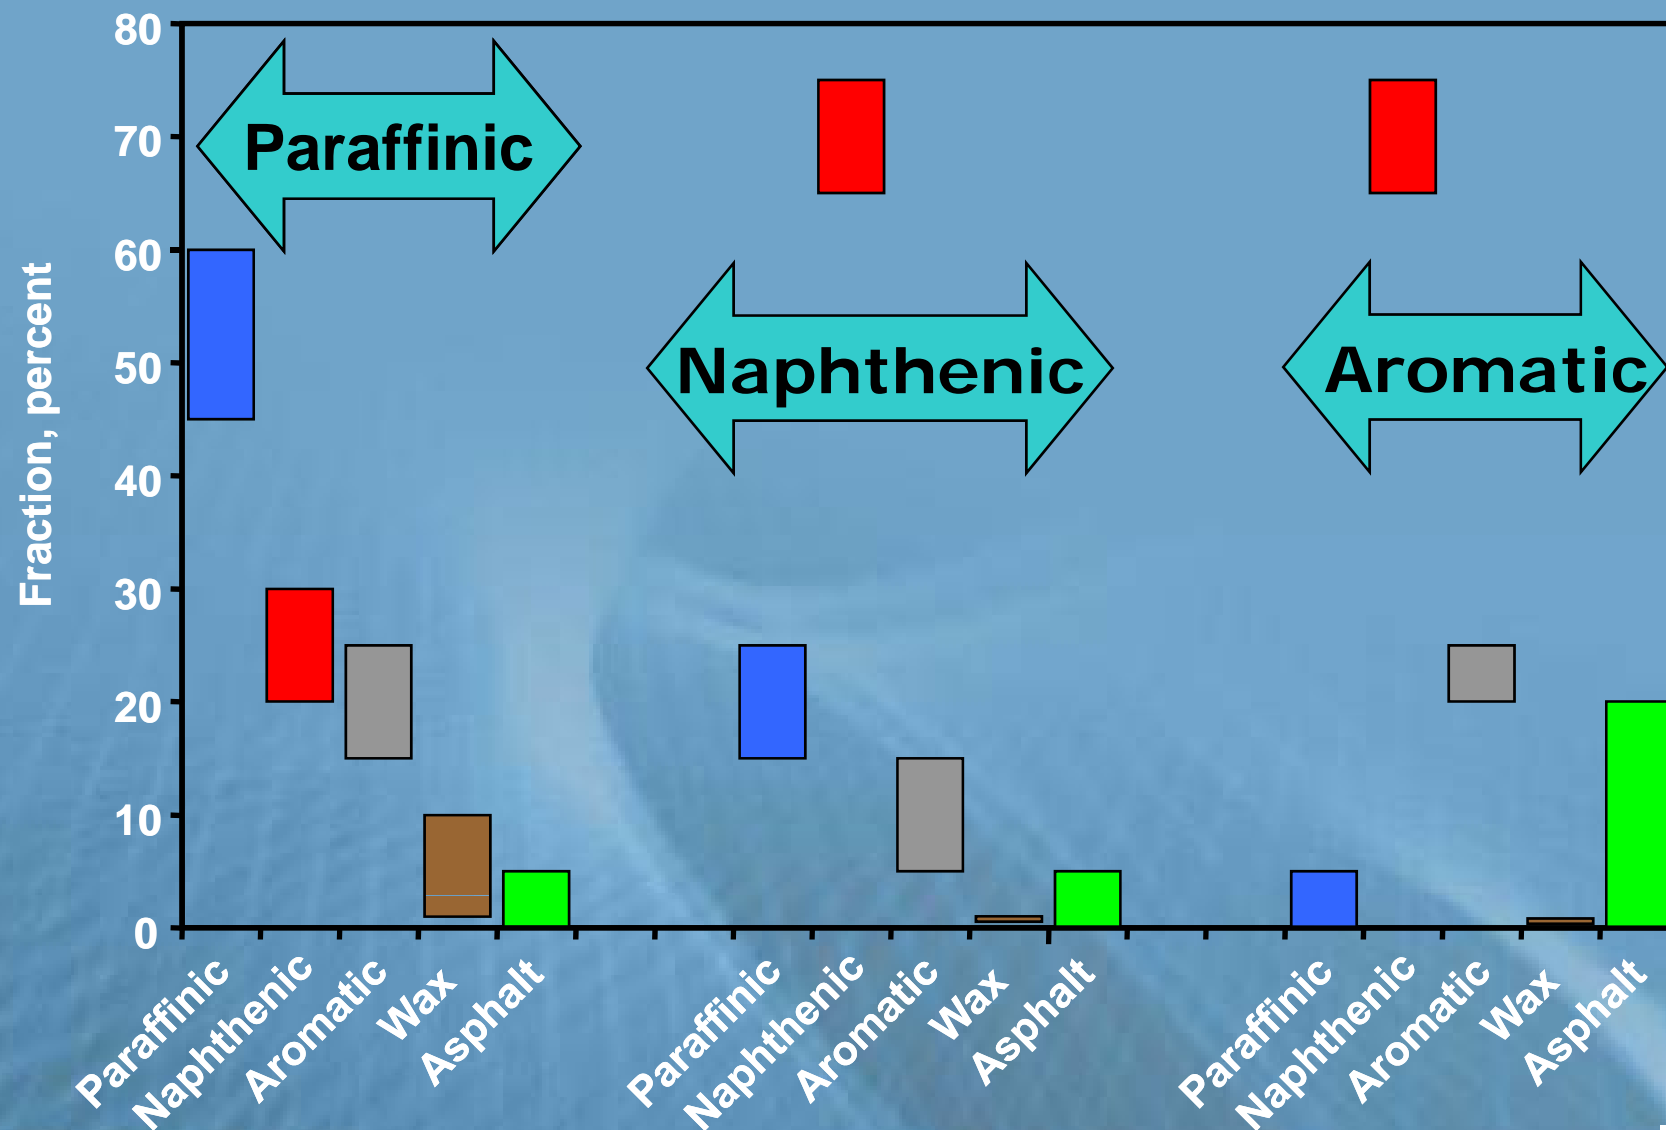 80
70
60
50
40
30
20
10
0
Fraction, percent
Paraffinic
Naphthenic
Aromatic
Paraffinic
Naphthenic
Aromatic
Wax
Asphalt
Paraffinic
Naphthenic
Aromatic
Wax
Asphalt
Paraffinic
Naphthenic
Aromatic
Wax
Asphalt